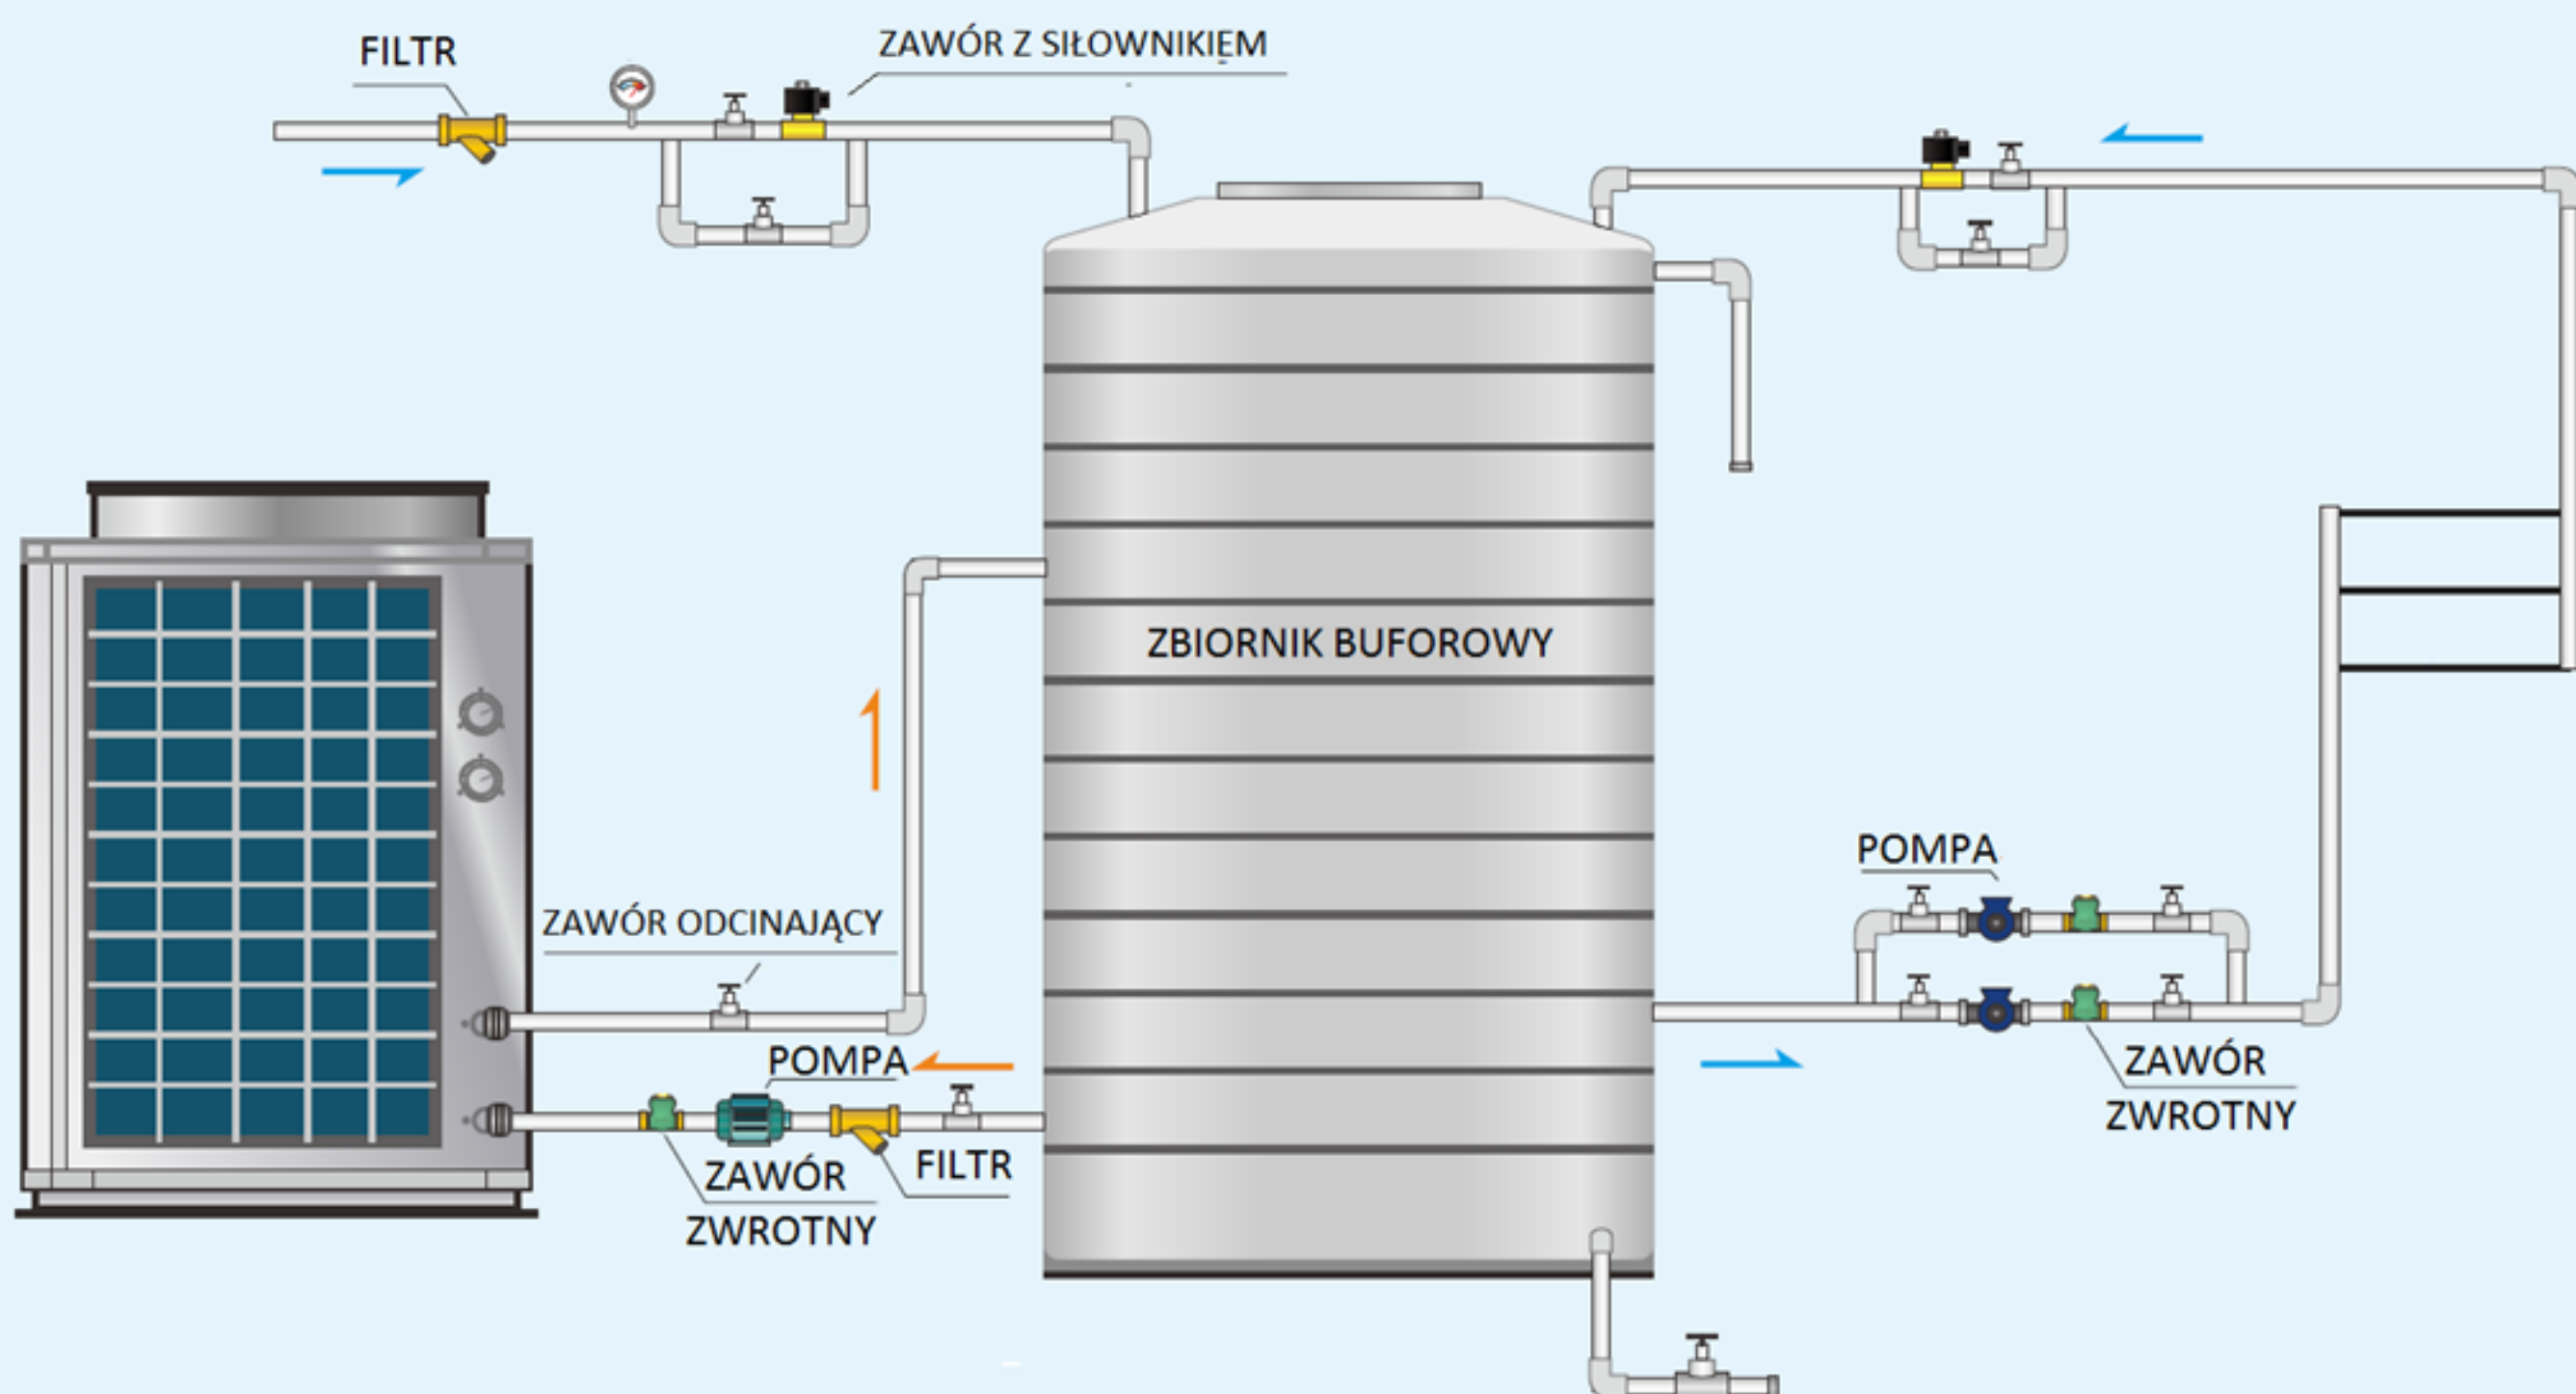 FILTR
ZAWÓR Z SIŁOWNIKIEM
ZBIORNIK BUFOROWY
POMPA
ZAWÓR ODCINAJĄCY
POMPA
ZAWÓR
ZWROTNY
FILTR
ZAWÓR
ZWROTNY